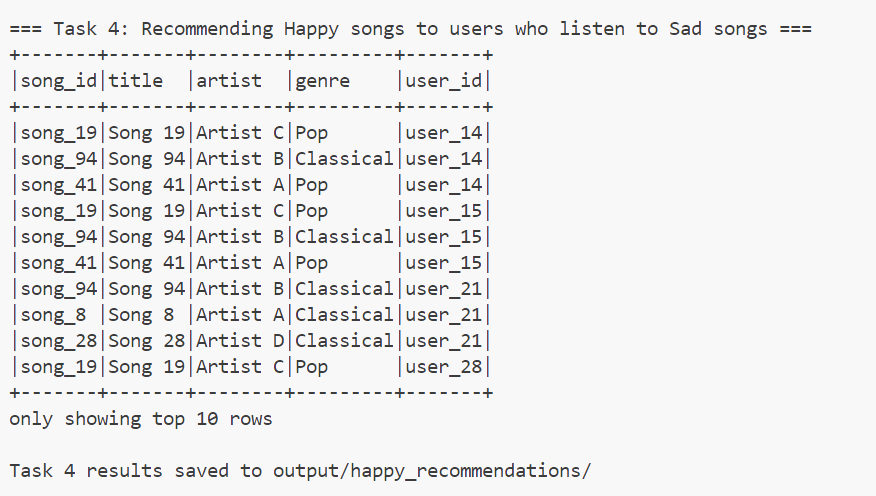 === Task 4: Recommending Happy songs to users who listen to Sad songs ===
+-------+-------+--------+---------+-------+
|song_id|title  |artist  |genre    |user_id|
+-------+-------+--------+---------+-------+
|song_19|Song 19|Artist C|Pop      |user_14|
|song_94|Song 94|Artist B|Classical|user_14|
|song_41|Song 41|Artist A|Pop      |user_14|
|song_19|Song 19|Artist C|Pop      |user_15|
|song_94|Song 94|Artist B|Classical|user_15|
|song_41|Song 41|Artist A|Pop      |user_15|
|song_94|Song 94|Artist B|Classical|user_21|
|song_8 |Song 8 |Artist A|Classical|user_21|
|song_28|Song 28|Artist D|Classical|user_21|
|song_19|Song 19|Artist C|Pop      |user_28|
+-------+-------+--------+---------+-------+
only showing top 10 rows

Task 4 results saved to output/happy_recommendations/